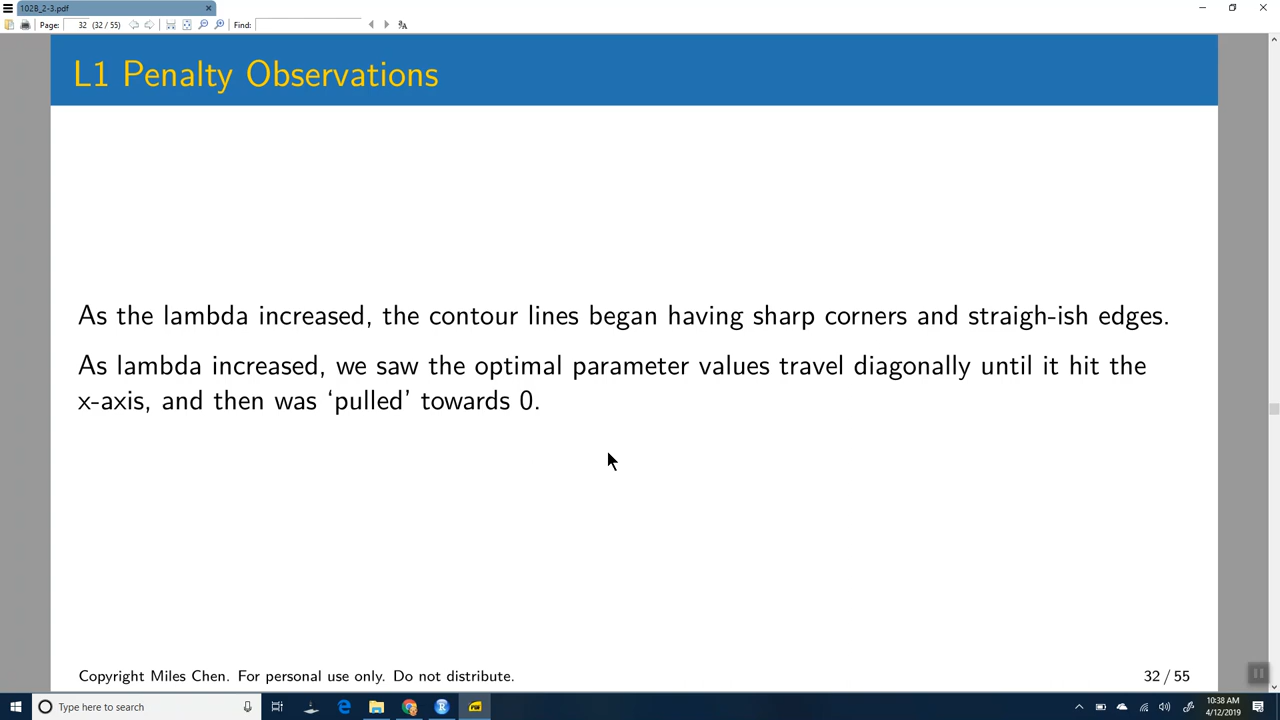 102B_2-3.pdf
Page: 32 (32 / 55) Find:
L1 Penalty Observations
As the lambda increased, the contour lines began having sharp corners and straigh-ish edges.
As lambda increased, we saw the optimal parameter values travel diagonally until it hit the
x-axis, and then was ‘pulled’ towards 0.
Copyright Miles Chen. For personal use only. Do not distribute.
32 / 55
Type here to search
10:38 AM
4/12/2019